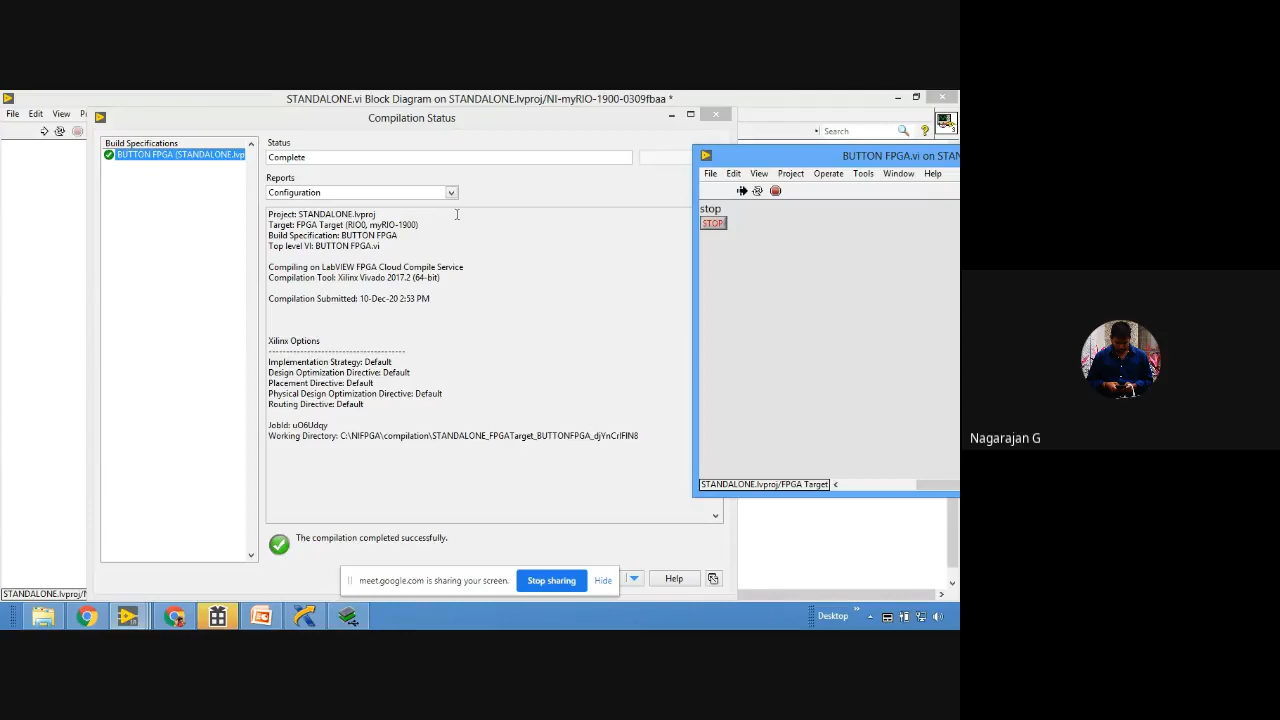 STANDALONE.vi Block Diagram on STANDALONE.lvproj/NI-myRIO-1900-0309fbaa *
File Edit View
Compilation Status
Search
Build Specifications
BUTTON FPGA (STANDALONE.lvp
Status
Complete
Reports
Configuration
Project: STANDALONE.lvproj
Target: FPGA Target (RIO0, myRIO-1900)
Build Specification: BUTTON FPGA
Top level VI: BUTTON FPGA.vi
Compiling on LabVIEW FPGA Cloud Compile Service
Compilation Tool: Xilinx Vivado 2017.2 (64-bit)
Compilation Submitted: 10-Dec-20 2:53 PM
Xilinx Options
---------------------------------------
Implementation Strategy: Default
Design Optimization Directive: Default
Placement Directive: Default
Physical Design Optimization Directive: Default
Routing Directive: Default
JobId: uO6Udqy
Working Directory: C:\NIFPGA\compilation\STANDALONE_FPGATarget_BUTTONFPGA_djYnCrlFIN8
The compilation completed successfully.
Help
BUTTON FPGA.vi on STAN
File Edit View Project Operate Tools Window Help
stop
STOP
STANDALONE.lvproj/FPGA Target
STANDALONE.lvproj/N
meet.google.com is sharing your screen. Stop sharing Hide
Desktop
Nagarajan G